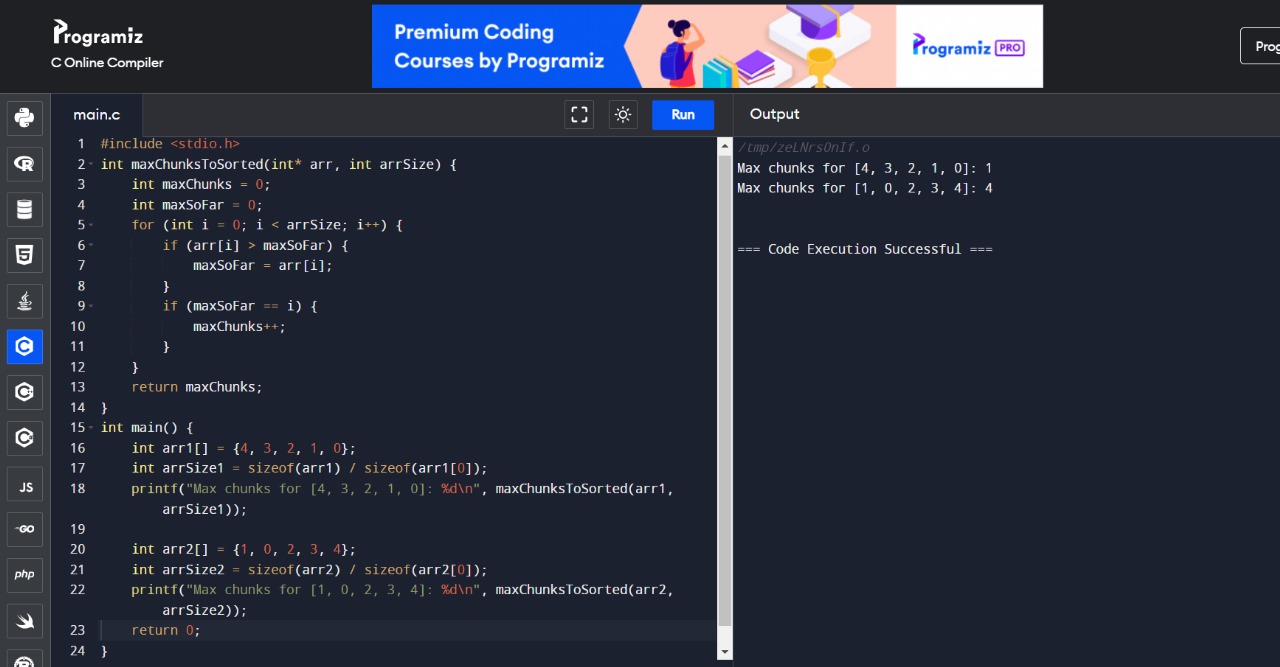 Programiz
C Online Compiler
Premium Coding
Courses by Programiz
Programiz PRO
Prog
main.c
Run
Output
1 #include <stdio.h>
2 int maxChunksToSorted(int* arr, int arrSize) {
3     int maxChunks = 0;
4     int maxSoFar = 0;
5     for (int i = 0; i < arrSize; i++) {
6         if (arr[i] > maxSoFar) {
7             maxSoFar = arr[i];
8         }
9         if (maxSoFar == i) {
10             maxChunks++;
11         }
12     }
13     return maxChunks;
14 }
15 int main() {
16     int arr1[] = {4, 3, 2, 1, 0};
17     int arrSize1 = sizeof(arr1) / sizeof(arr1[0]);
18     printf("Max chunks for [4, 3, 2, 1, 0]: %d\n", maxChunksToSorted(arr1,
        arrSize1));
19
20     int arr2[] = {1, 0, 2, 3, 4};
21     int arrSize2 = sizeof(arr2) / sizeof(arr2[0]);
22     printf("Max chunks for [1, 0, 2, 3, 4]: %d\n", maxChunksToSorted(arr2,
        arrSize2));
23     return 0;
24 }
/tmp/zeLNrsOnIf.o
Max chunks for [4, 3, 2, 1, 0]: 1
Max chunks for [1, 0, 2, 3, 4]: 4
=== Code Execution Successful ===
R
5
C
C
C
JS
GO
php